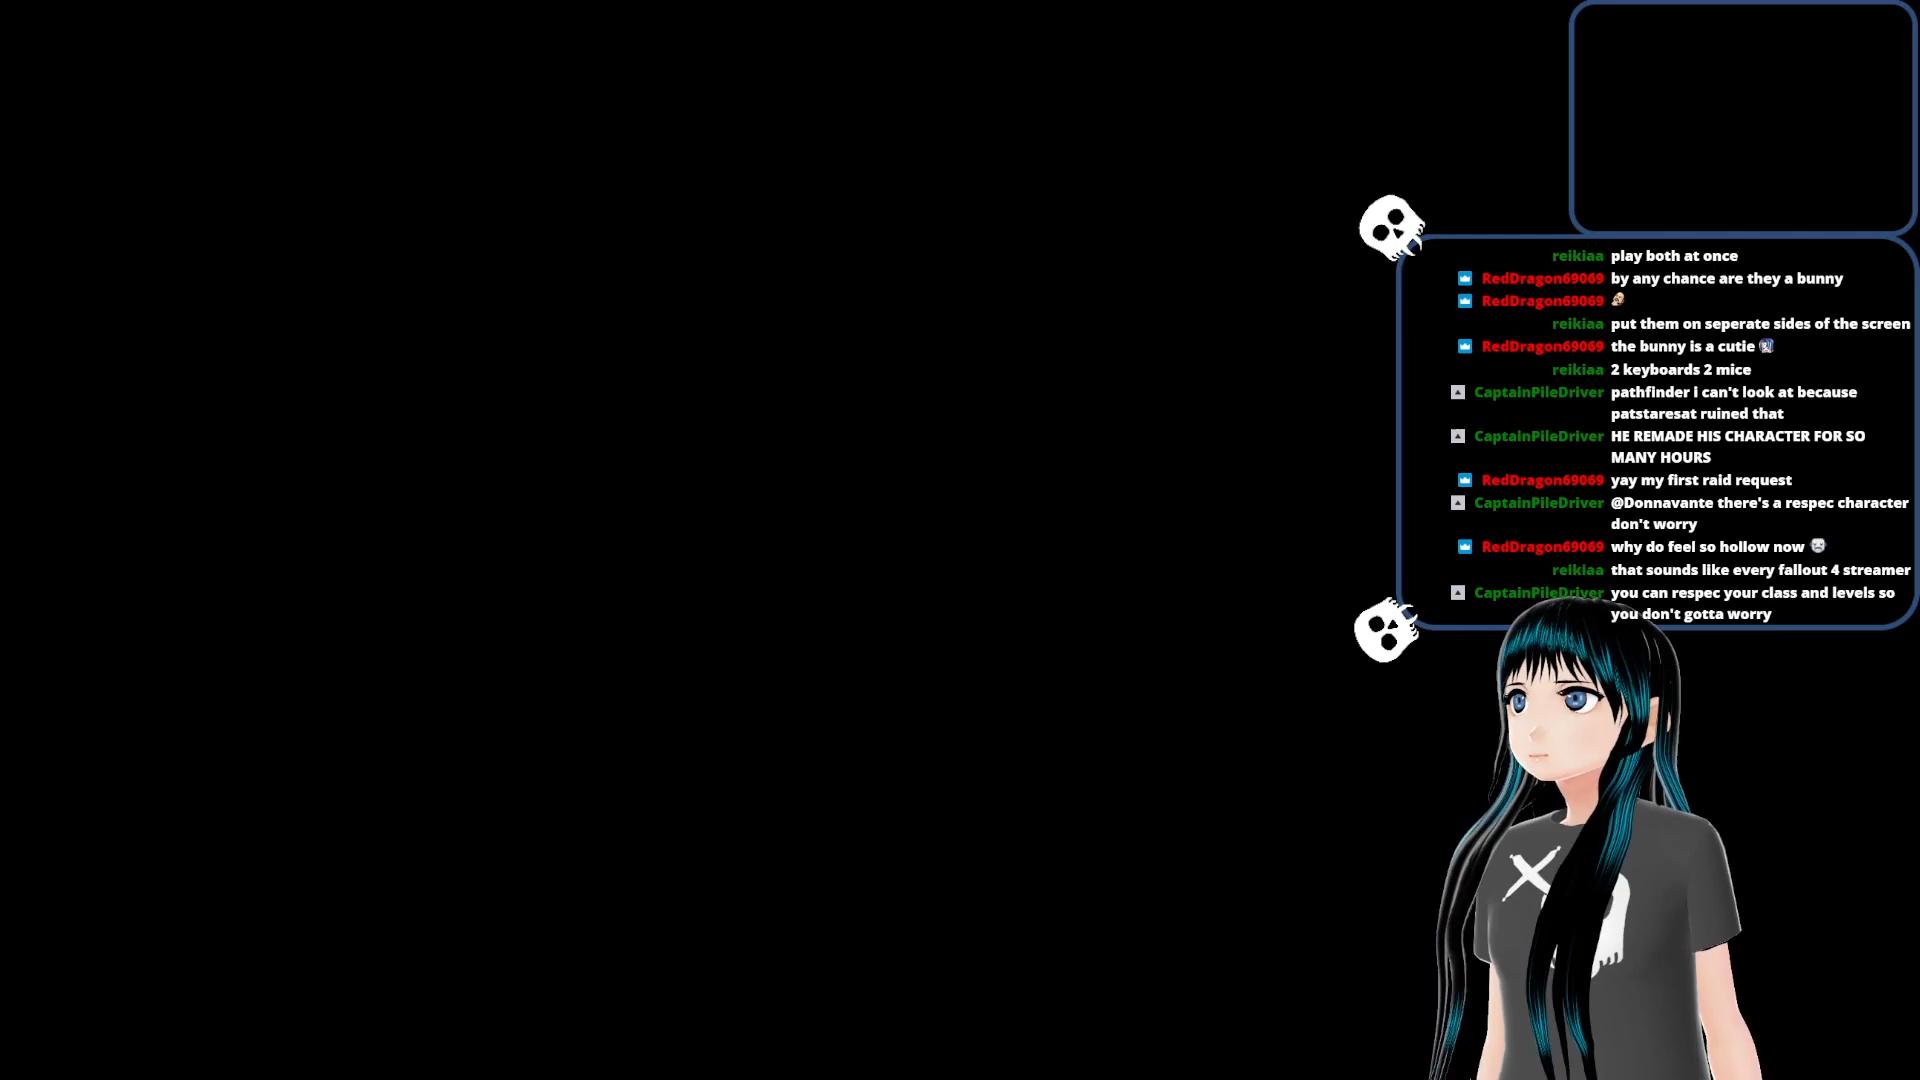 reikiaa play both at once
RedDragon69069 by any chance are they a bunny
RedDragon69069
reikiaa put them on seperate sides of the screen
RedDragon69069 the bunny is a cutie
reikiaa 2 keyboards 2 mice
CaptainPileDriver pathfinder i can't look at because
patstaresat ruined that
CaptainPileDriver HE REMADE HIS CHARACTER FOR SO
MANY HOURS
RedDragon69069 yay my first raid request
CaptainPileDriver @Donnavante there's a respec character
don't worry
RedDragon69069 why do feel so hollow now
reikiaa that sounds like every fallout 4 streamer
CaptainPileDriver you can respec your class and levels so
you don't gotta worry